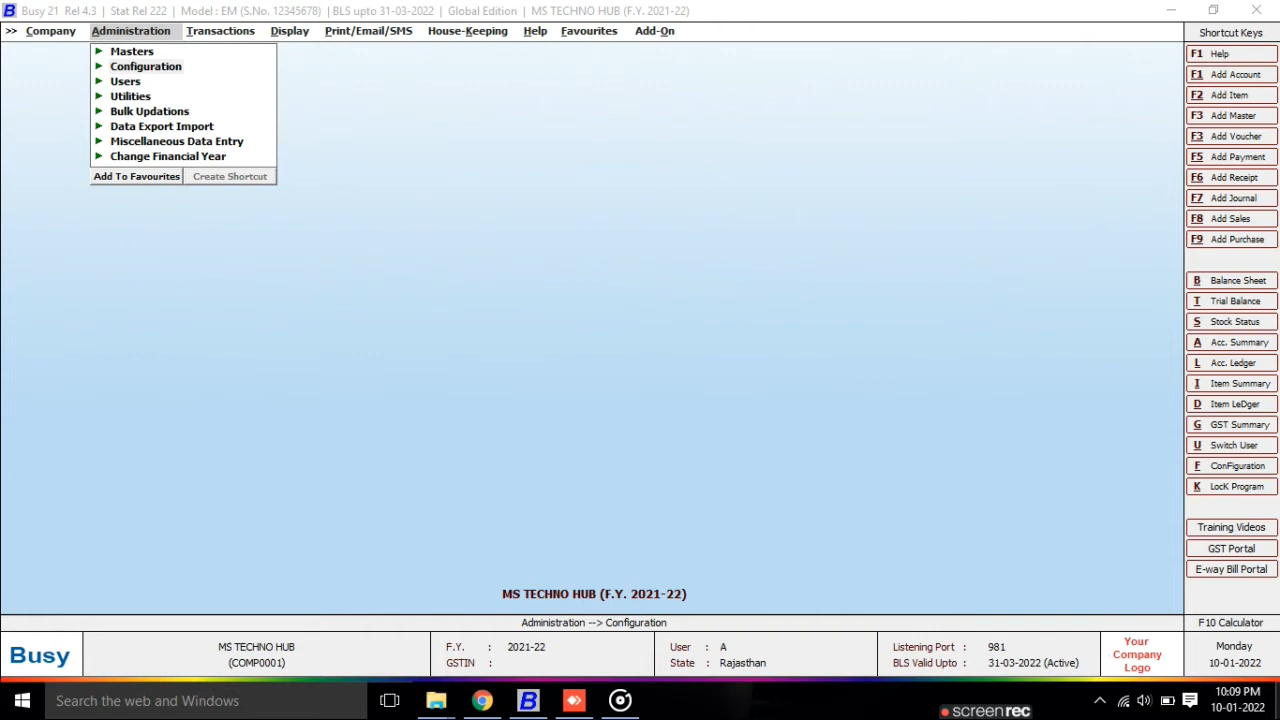 Busy 21 Rel 4.3 | Stat Rel 222 | Model : EM (S.No. 12345678) | BLS upto 31-03-2022 | Global Edition | MS TECHNO HUB (F.Y. 2021-22)
>> Company Administration Transactions Display Print/Email/SMS House-Keeping Help Favourites Add-On
Masters
Configuration
Users
Utilities
Bulk Updations
Data Export Import
Miscellaneous Data Entry
Change Financial Year
Add To Favourites Create Shortcut
Shortcut Keys
F1 Help
F1 Add Account
F2 Add Item
F3 Add Master
F3 Add Voucher
F5 Add Payment
F6 Add Receipt
F7 Add Journal
F8 Add Sales
F9 Add Purchase
B Balance Sheet
T Trial Balance
S Stock Status
A Acc. Summary
L Acc. Ledger
I Item Summary
D Item LeDger
G GST Summary
U Switch User
F ConFiguration
K LocK Program
Training Videos
GST Portal
E-way Bill Portal
MS TECHNO HUB (F.Y. 2021-22)
Administration --> Configuration
F10 Calculator
Busy
MS TECHNO HUB
(COMP0001)
F.Y. : 2021-22
GSTIN :
User : A
State : Rajasthan
Listening Port : 981
BLS Valid Upto : 31-03-2022 (Active)
Your
Company
Logo
Monday
10-01-2022
Search the web and Windows
screenrec
10:09 PM
10-01-2022